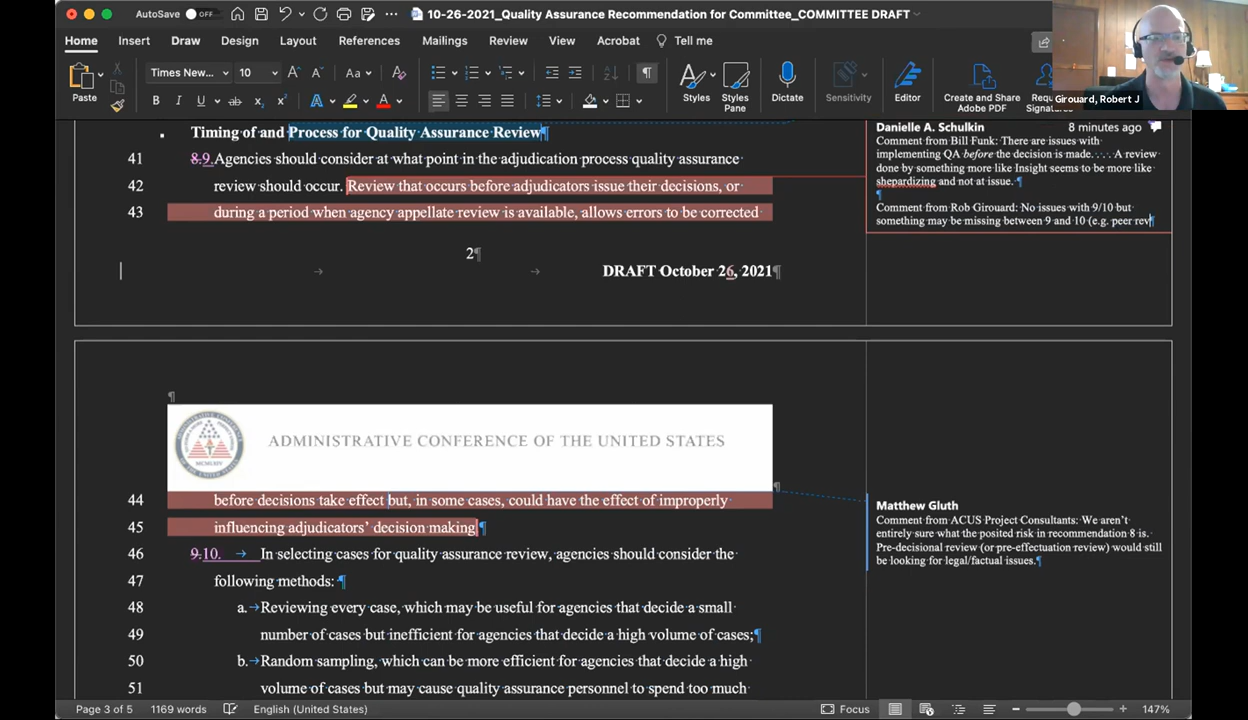 AutoSave OFF 10-26-2021_Quality Assurance Recommendation for Committee_COMMITTEE DRAFT
Home Insert Draw Design Layout References Mailings Review View Acrobat Tell me
Times New... 10
Paste
Styles
Styles Pane
Dictate
Sensitivity
Editor
Create and Share Adobe PDF
Signatures
Girouard, Robert J
Timing of and Process for Quality Assurance Review¶
41 8.9. Agencies should consider at what point in the adjudication process quality assurance
42 review should occur. Review that occurs before adjudicators issue their decisions, or
43 during a period when agency appellate review is available, allows errors to be corrected
2¶
DRAFT October 26, 2021¶
Danielle A. Schulkin 8 minutes ago
Comment from Bill Funk: There are issues with
implementing QA before the decision is made. . . . A review
done by something more like Insight seems to be more like
shepardizing and not at issue. ¶
¶
Comment from Rob Girouard: No issues with 9/10 but
something may be missing between 9 and 10 (e.g. peer rev¶
¶
ADMINISTRATIVE CONFERENCE OF THE UNITED STATES
¶
44 before decisions take effect but, in some cases, could have the effect of improperly
45 influencing adjudicators' decision making.¶
46 9.10. → In selecting cases for quality assurance review, agencies should consider the
47 following methods: ¶
48 a.→Reviewing every case, which may be useful for agencies that decide a small
49 number of cases but inefficient for agencies that decide a high volume of cases;¶
50 b.→Random sampling, which can be more efficient for agencies that decide a high
51 volume of cases but may cause quality assurance personnel to spend too much
Matthew Gluth
Comment from ACUS Project Consultants: We aren't
entirely sure what the posited risk in recommendation 8 is.
Pre-decisional review (or pre-effectuation review) would still
be looking for legal/factual issues.¶
Page 3 of 5 1169 words English (United States) Focus 147%